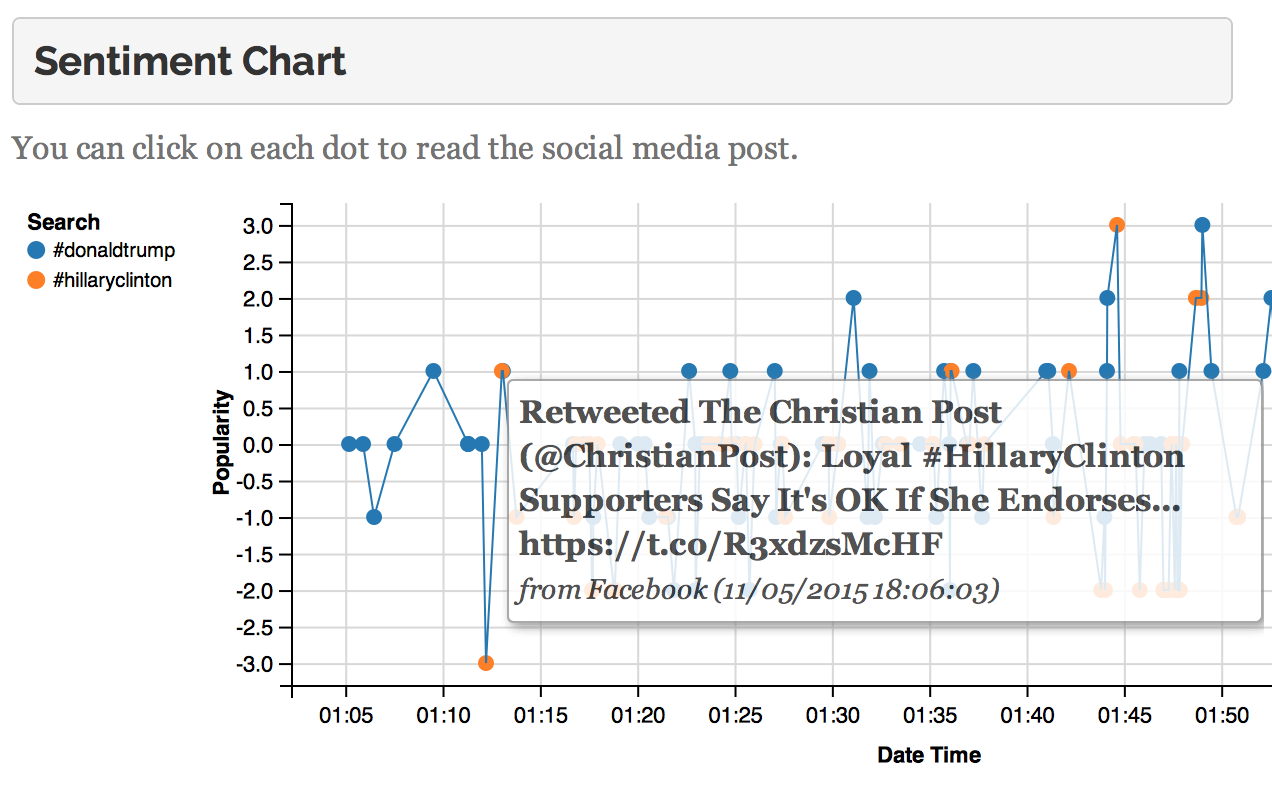 Sentiment Chart
You can click on each dot to read the social media post.
Search
#donaldtrump
#hillaryclinton
Popularity
3.0
2.5
2.0
1.5
1.0
0.5
0.0
-0.5
-1.0
-1.5
-2.0
-2.5
-3.0
Retweeted The Christian Post
(@ChristianPost): Loyal #HillaryClinton
Supporters Say It's OK If She Endorses...
https://t.co/R3xdzsMcHF
from Facebook (11/05/2015 18:06:03)
01:05 01:10 01:15 01:20 01:25 01:30 01:35 01:40 01:45 01:50
Date Time